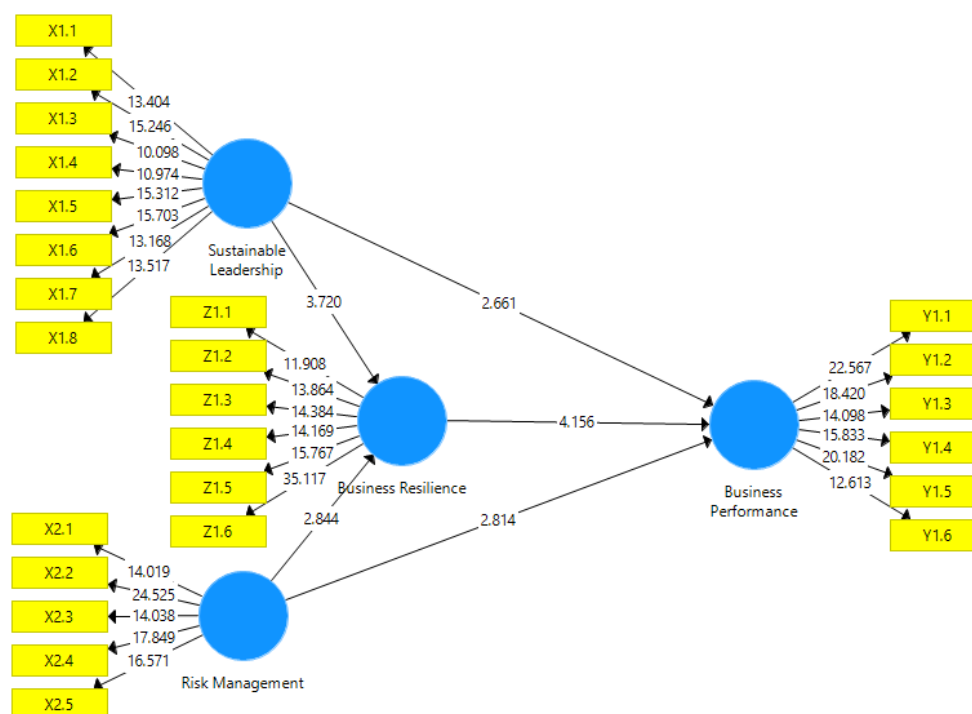 X1.1
X1.2
X1.3
X1.4
X1.5
X1.6
X1.7
X1.8
13.404
15.246
10.098
10.974
15.312
15.703
13.168
13.517
Sustainable
Leadership
3.720
2.661
Z1.1
Z1.2
Z1.3
Z1.4
Z1.5
Z1.6
11.908
13.864
14.384
14.169
15.767
35.117
Business Resilience
4.156
2.844
2.814
Y1.1
Y1.2
Y1.3
Y1.4
Y1.5
Y1.6
22.567
18.420
14.098
15.833
20.182
12.613
Business
Performance
X2.1
X2.2
X2.3
X2.4
X2.5
14.019
24.525
14.038
17.849
16.571
Risk Management